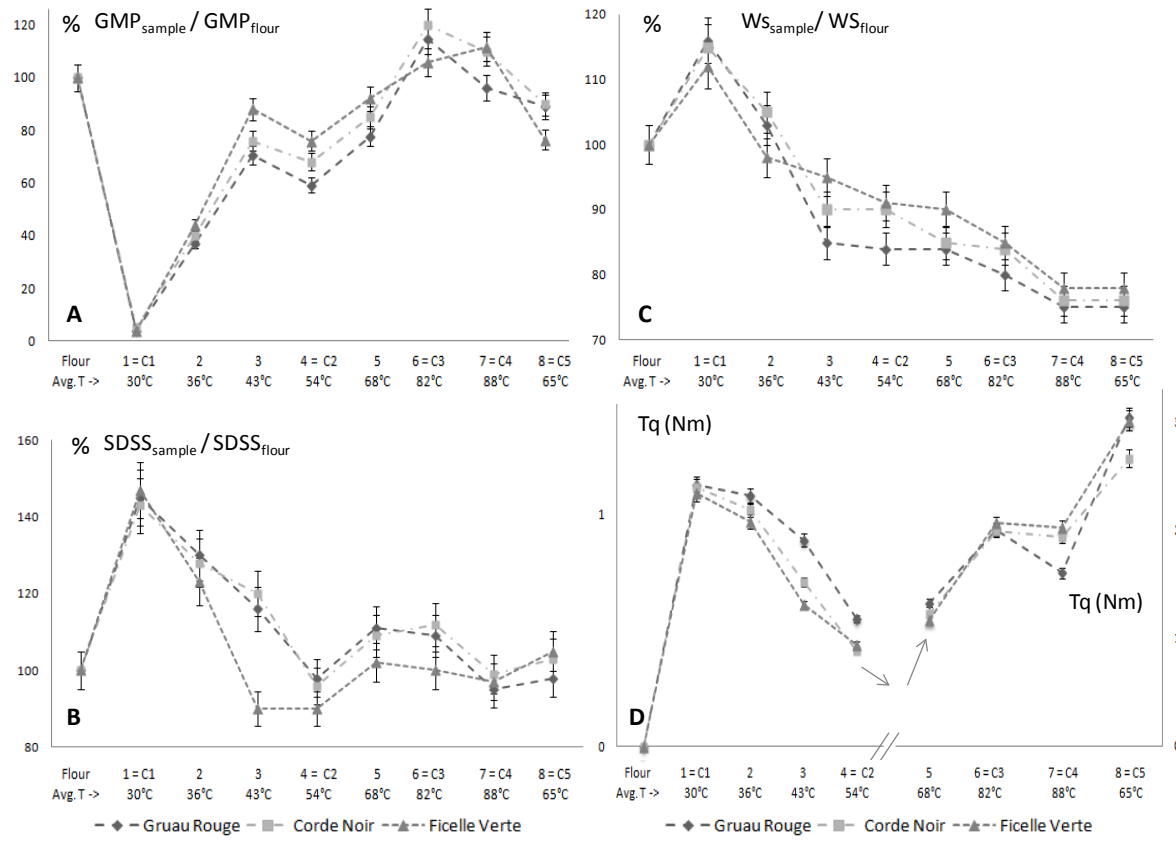 % GMPsample / GMPflour
120
100
80
60
40
20
0
A
Flour 1 = C1 2 3 4 = C2 5 6 = C3 7 = C4 8 = C5
Avg. T -> 30°C 36°C 43°C 54°C 68°C 82°C 88°C 65°C
% WSsample/ WSflour
120
110
100
90
80
70
C
Flour 1 = C1 2 3 4 = C2 5 6 = C3 7 = C4 8 = C5
Avg. T -> 30°C 36°C 43°C 54°C 68°C 82°C 88°C 65°C
% SDSSsample / SDSSflour
160
140
120
100
80
B
Flour 1 = C1 2 3 4 = C2 5 6 = C3 7 = C4 8 = C5
Avg. T -> 30°C 36°C 43°C 54°C 68°C 82°C 88°C 65°C
Tq (Nm)
1
0
Tq (Nm)
0
D
Flour 1 = C1 2 3 4 = C2 5 6 = C3 7 = C4 8 = C5
Avg. T -> 30°C 36°C 43°C 54°C 68°C 82°C 88°C 65°C
Gruau Rouge Corde Noir Ficelle Verte
Gruau Rouge Corde Noir Ficelle Verte